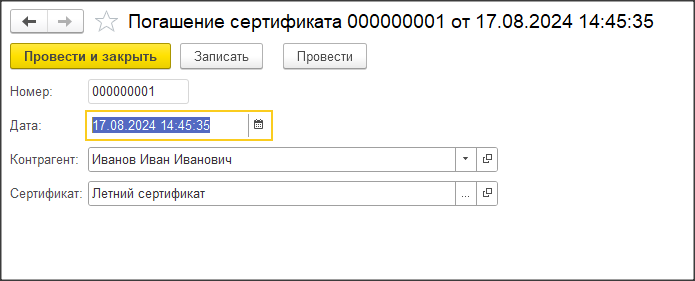 Погашение сертификата 000000001 от 17.08.2024 14:45:35
Провести и закрыть Записать Провести
Номер: 000000001
Дата: 17.08.2024 14:45:35
Контрагент: Иванов Иван Иванович
Сертификат: Летний сертификат ...